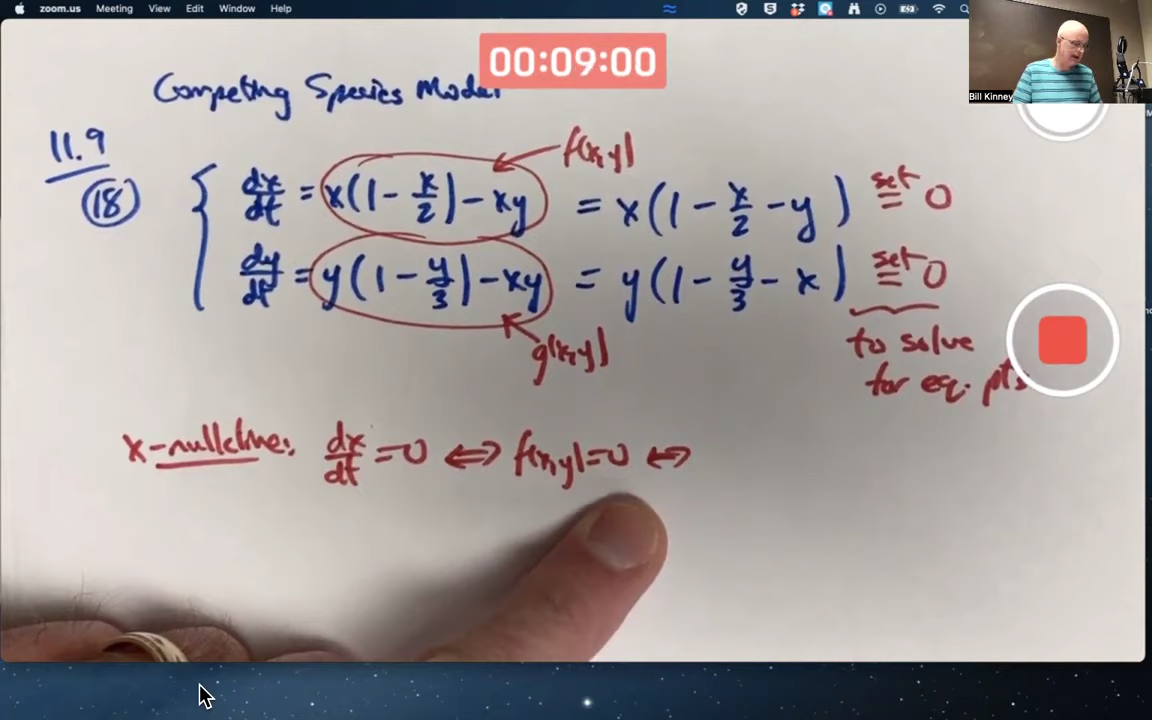 zoom.us Meeting View Edit Window Help
00:09:00
Bill Kinney
Competing Species Model
11.9
(18)
dx/dt = x(1 - x/2) - xy = x(1 - x/2 - y) set = 0
f(x,y)
dy/dt = y(1 - y/3) - xy = y(1 - y/3 - x) set = 0
g(x,y)
to solve
for eq. pts
x-nullcline: dx/dt = 0 ⟺ f(x,y) = 0 ⟺